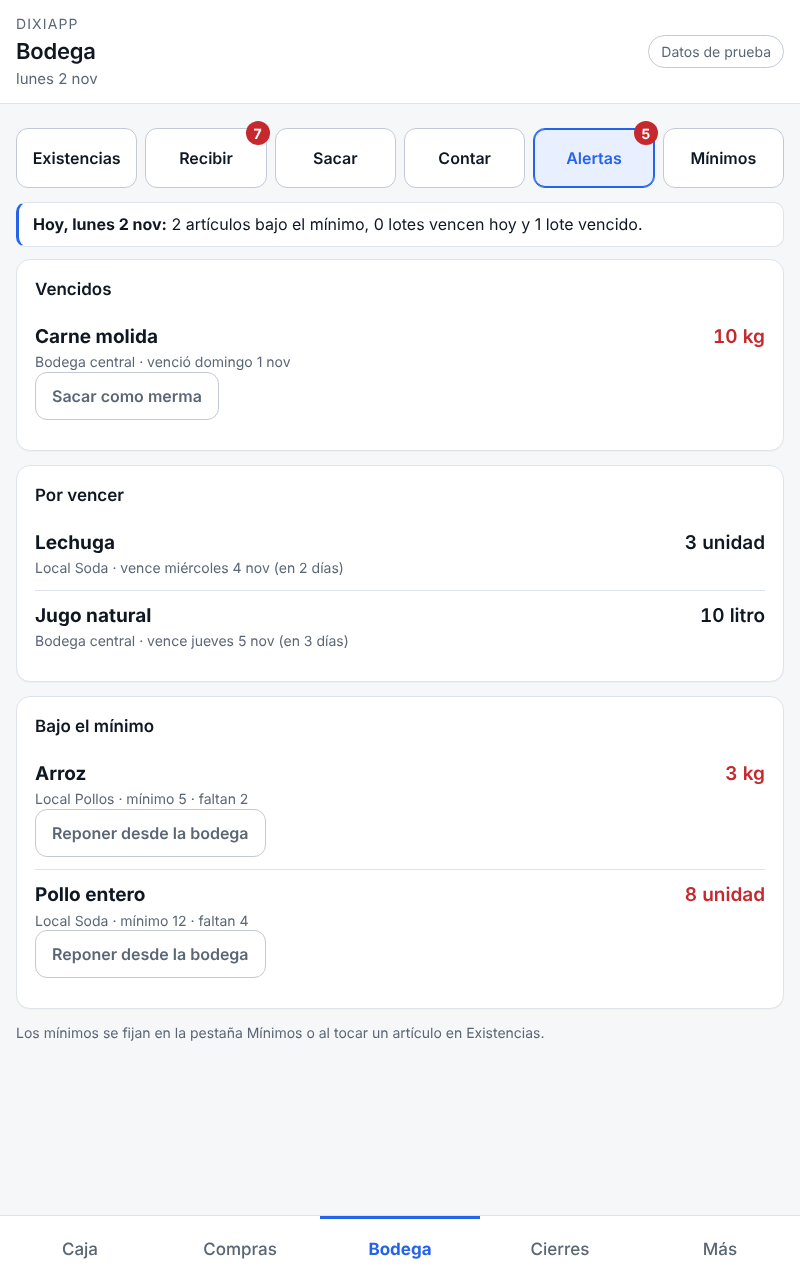 DIXIAPP
Bodega
lunes 2 nov
Datos de prueba
Existencias
Recibir
7
Sacar
Contar
Alertas
5
Mínimos
Hoy, lunes 2 nov: 2 artículos bajo el mínimo, 0 lotes vencen hoy y 1 lote vencido.
Vencidos
Carne molida
10 kg
Bodega central · venció domingo 1 nov
Sacar como merma
Por vencer
Lechuga
3 unidad
Local Soda · vence miércoles 4 nov (en 2 días)
Jugo natural
10 litro
Bodega central · vence jueves 5 nov (en 3 días)
Bajo el mínimo
Arroz
3 kg
Local Pollos · mínimo 5 · faltan 2
Reponer desde la bodega
Pollo entero
8 unidad
Local Soda · mínimo 12 · faltan 4
Reponer desde la bodega
Los mínimos se fijan en la pestaña Mínimos o al tocar un artículo en Existencias.
Caja
Compras
Bodega
Cierres
Más